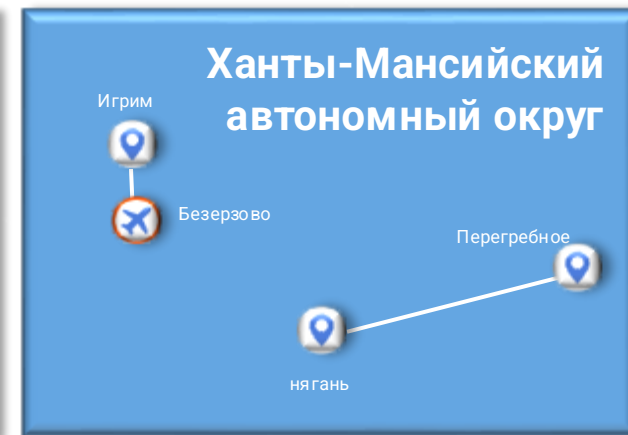 Ханты-Мансийский
автономный округ
Игрим
Безерзово
Перегребное
нягань